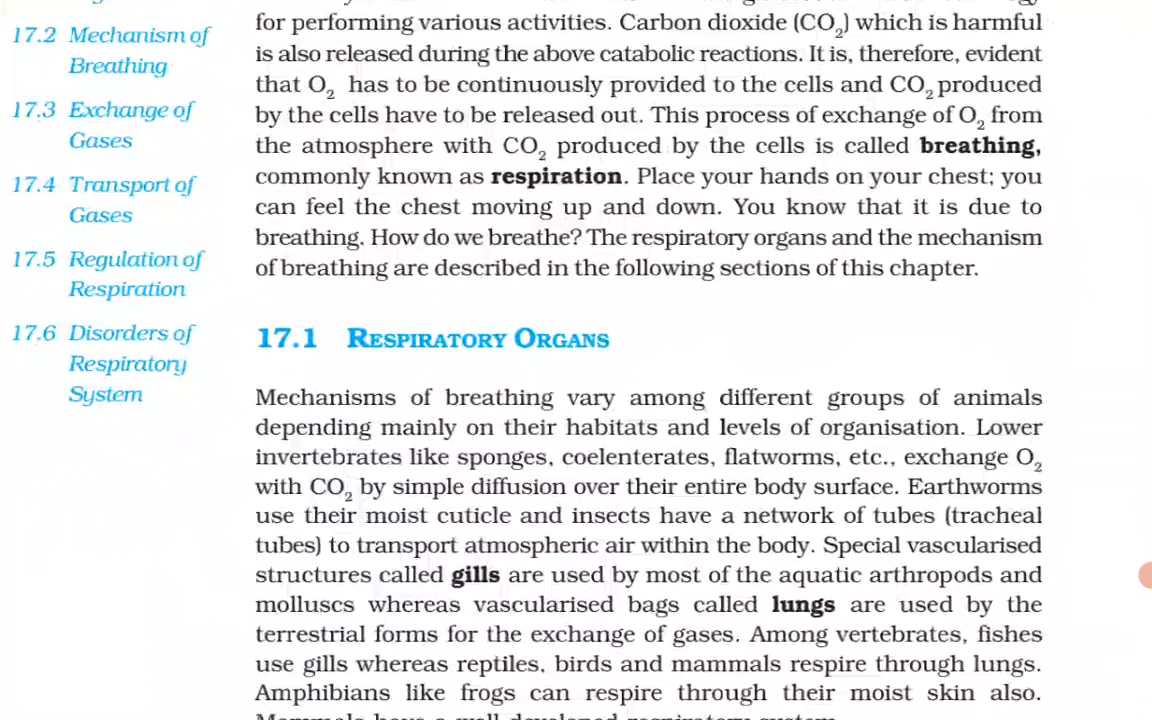 17.2 Mechanism of
Breathing
17.3 Exchange of
Gases
17.4 Transport of
Gases
17.5 Regulation of
Respiration
17.6 Disorders of
Respiratory
System
for performing various activities. Carbon dioxide (CO₂) which is harmful
is also released during the above catabolic reactions. It is, therefore, evident
that O₂ has to be continuously provided to the cells and CO₂ produced
by the cells have to be released out. This process of exchange of O₂ from
the atmosphere with CO₂ produced by the cells is called breathing,
commonly known as respiration. Place your hands on your chest; you
can feel the chest moving up and down. You know that it is due to
breathing. How do we breathe? The respiratory organs and the mechanism
of breathing are described in the following sections of this chapter.
17.1 Respiratory Organs
Mechanisms of breathing vary among different groups of animals
depending mainly on their habitats and levels of organisation. Lower
invertebrates like sponges, coelenterates, flatworms, etc., exchange O₂
with CO₂ by simple diffusion over their entire body surface. Earthworms
use their moist cuticle and insects have a network of tubes (tracheal
tubes) to transport atmospheric air within the body. Special vascularised
structures called gills are used by most of the aquatic arthropods and
molluscs whereas vascularised bags called lungs are used by the
terrestrial forms for the exchange of gases. Among vertebrates, fishes
use gills whereas reptiles, birds and mammals respire through lungs.
Amphibians like frogs can respire through their moist skin also.
Mammals have a well developed respiratory system.